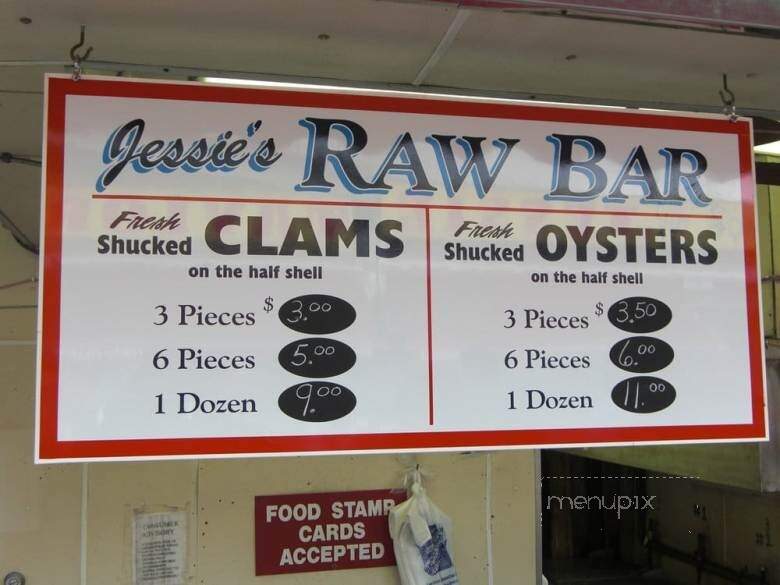 Jessie's RAW BAR
Fresh
Shucked CLAMS
on the half shell
3 Pieces $ 3.00
6 Pieces 5.00
1 Dozen 9.00
Fresh
Shucked OYSTERS
on the half shell
3 Pieces $ 3.50
6 Pieces 6.00
1 Dozen 11.00
FOOD STAMP
CARDS
ACCEPTED
menupix